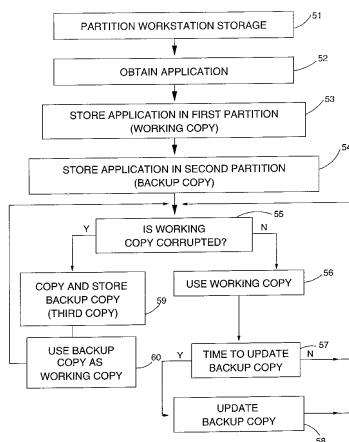 PARTITION WORKSTATION STORAGE
51
OBTAIN APPLICATION
52
STORE APPLICATION IN FIRST PARTITION
(WORKING COPY)
53
STORE APPLICATION IN SECOND PARTITION
(BACKUP COPY)
54
IS WORKING
COPY CORRUPTED?
55
Y
N
COPY AND STORE
BACKUP COPY
(THIRD COPY)
59
USE WORKING COPY
56
USE BACKUP
COPY AS
WORKING COPY
60
TIME TO UPDATE
BACKUP COPY
57
Y
N
UPDATE
BACKUP COPY
58